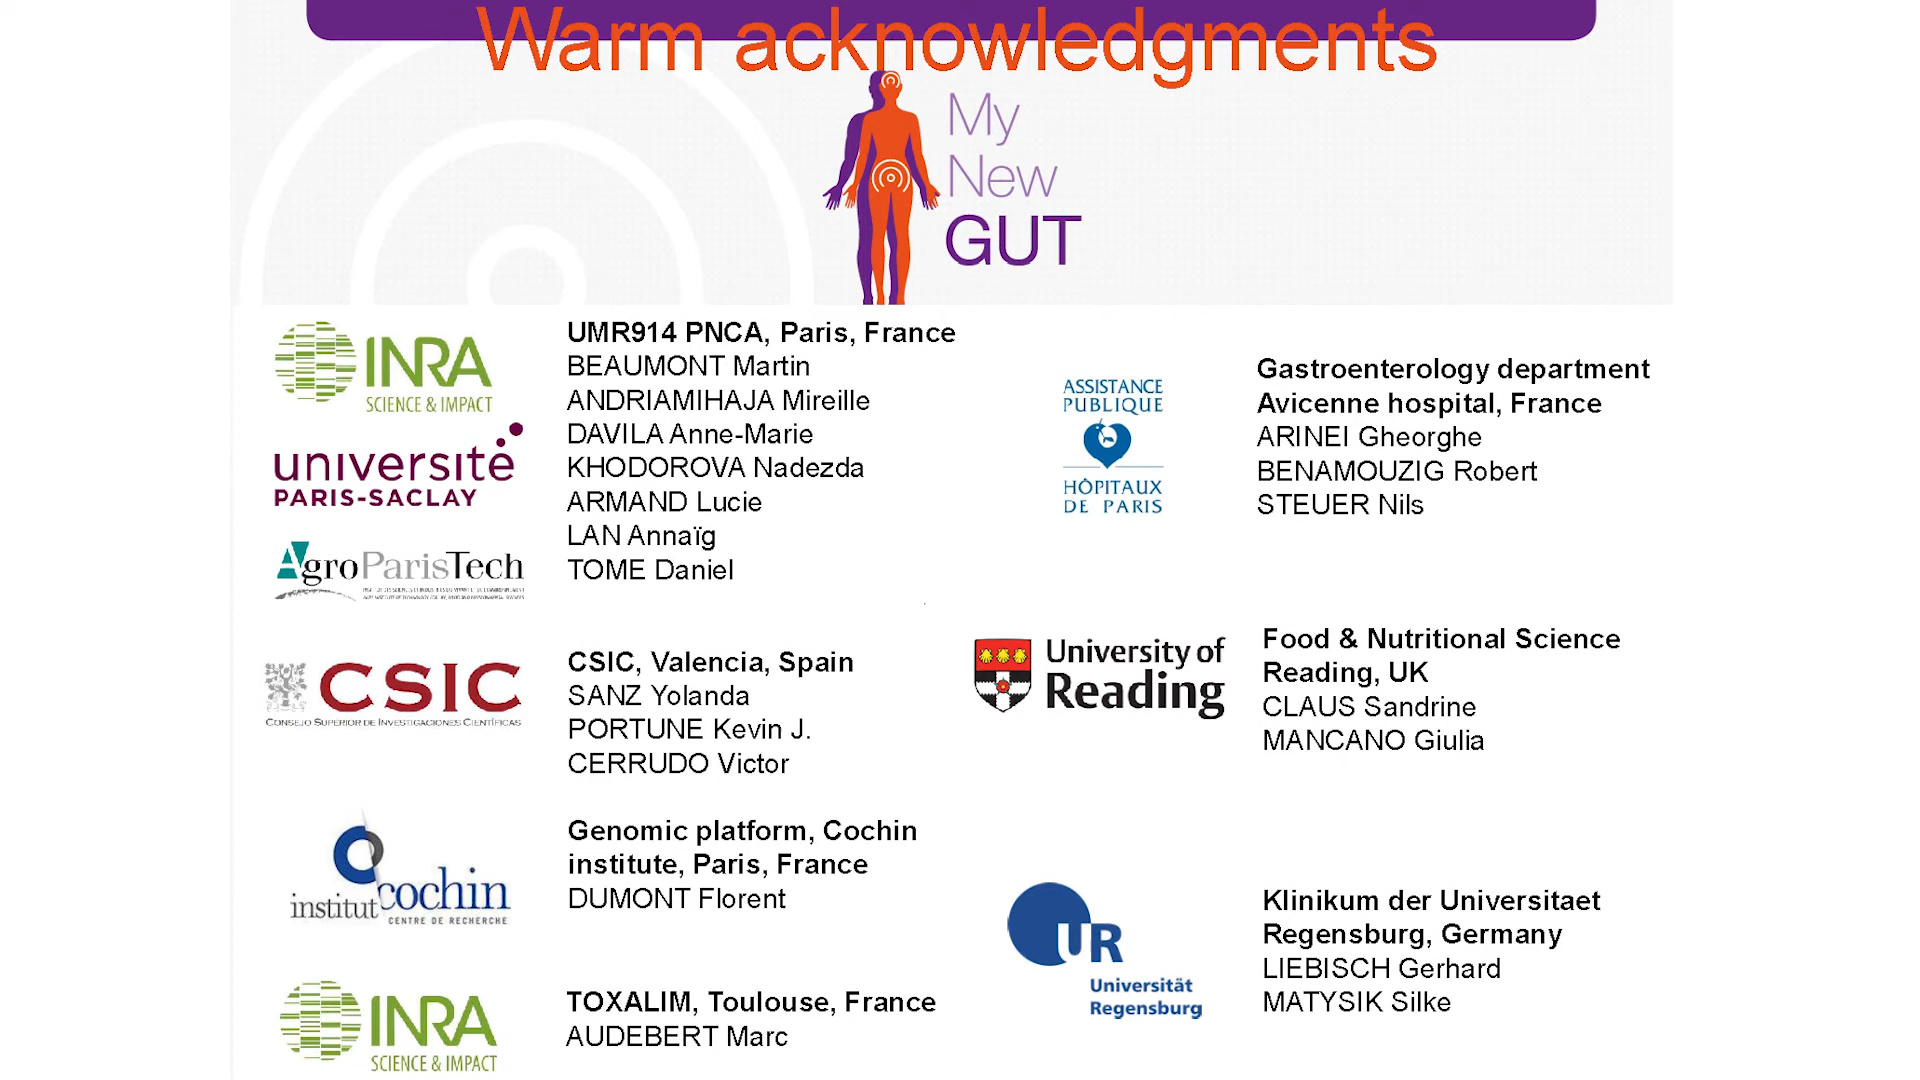 Warm acknowledgments
My
New
GUT
INRA
SCIENCE & IMPACT
université
PARIS-SACLAY
AgroParisTech
UMR914 PNCA, Paris, France
BEAUMONT Martin
ANDRIAMIHAJA Mireille
DAVILA Anne-Marie
KHODOROVA Nadezda
ARMAND Lucie
LAN Annaïg
TOME Daniel
ASSISTANCE
PUBLIQUE
HÔPITAUX
DE PARIS
Gastroenterology department
Avicenne hospital, France
ARINEI Gheorghe
BENAMOUZIG Robert
STEUER Nils
CSIC
CONSEJO SUPERIOR DE INVESTIGACIONES CIENTÍFICAS
CSIC, Valencia, Spain
SANZ Yolanda
PORTUNE Kevin J.
CERRUDO Victor
University of
Reading
Food & Nutritional Science
Reading, UK
CLAUS Sandrine
MANCANO Giulia
institut cochin
CENTRE DE RECHERCHE
Genomic platform, Cochin
institute, Paris, France
DUMONT Florent
UR
Universität
Regensburg
Klinikum der Universitaet
Regensburg, Germany
LIEBISCH Gerhard
MATYSIK Silke
INRA
SCIENCE & IMPACT
TOXALIM, Toulouse, France
AUDEBERT Marc